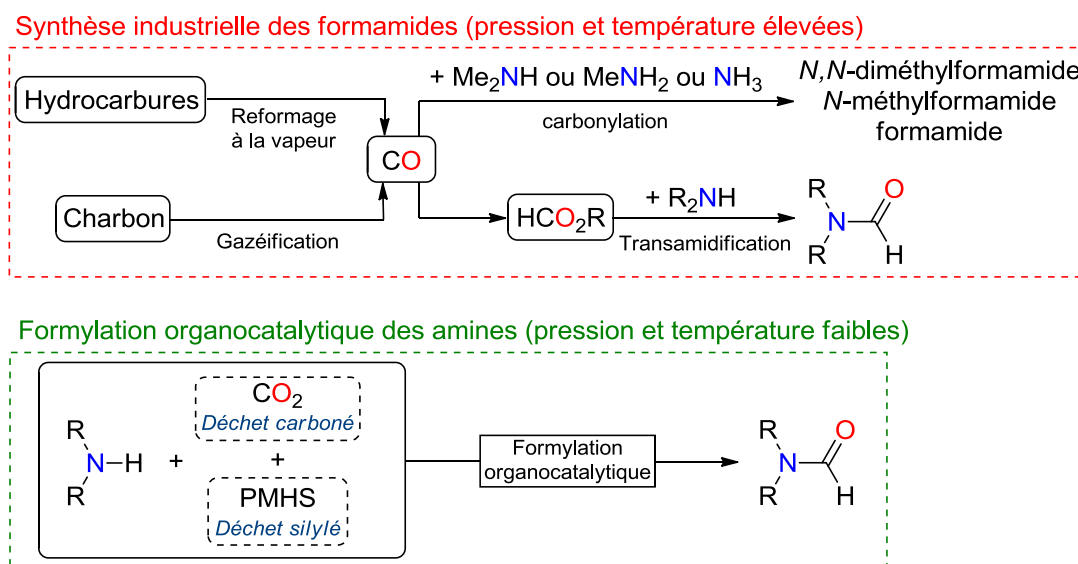 Synthèse industrielle des formamides (pression et température élevées)
Hydrocarbures
Reformage
à la vapeur
CO
Charbon
Gazéification
+ Me₂NH ou MeNH₂ ou NH₃
carbonylation
N,N-diméthylformamide
N-méthylformamide
formamide
HCO₂R
+ R₂NH
Transamidification
R
N
R
O
H
Formylation organocatalytique des amines (pression et température faibles)
R
N-H
R
+
CO₂
Déchet carboné
+
PMHS
Déchet silylé
Formylation
organocatalytique
R
N
R
O
H